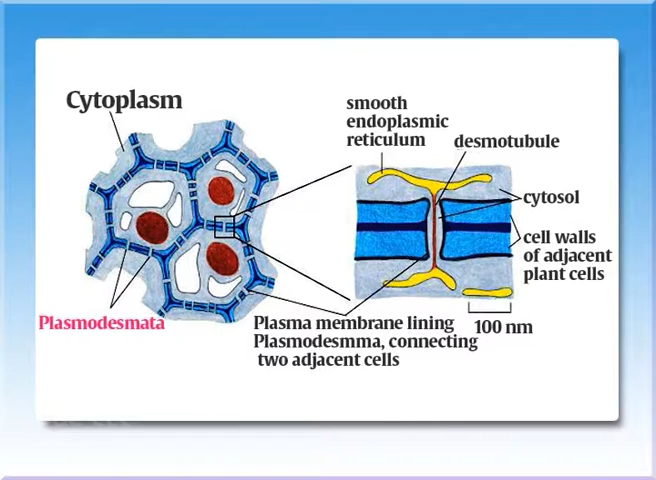 Cytoplasm
smooth
endoplasmic
reticulum
desmotubule
cytosol
cell walls
of adjacent
plant cells
Plasmodesmata
Plasma membrane lining
Plasmodesmma, connecting
two adjacent cells
100 nm